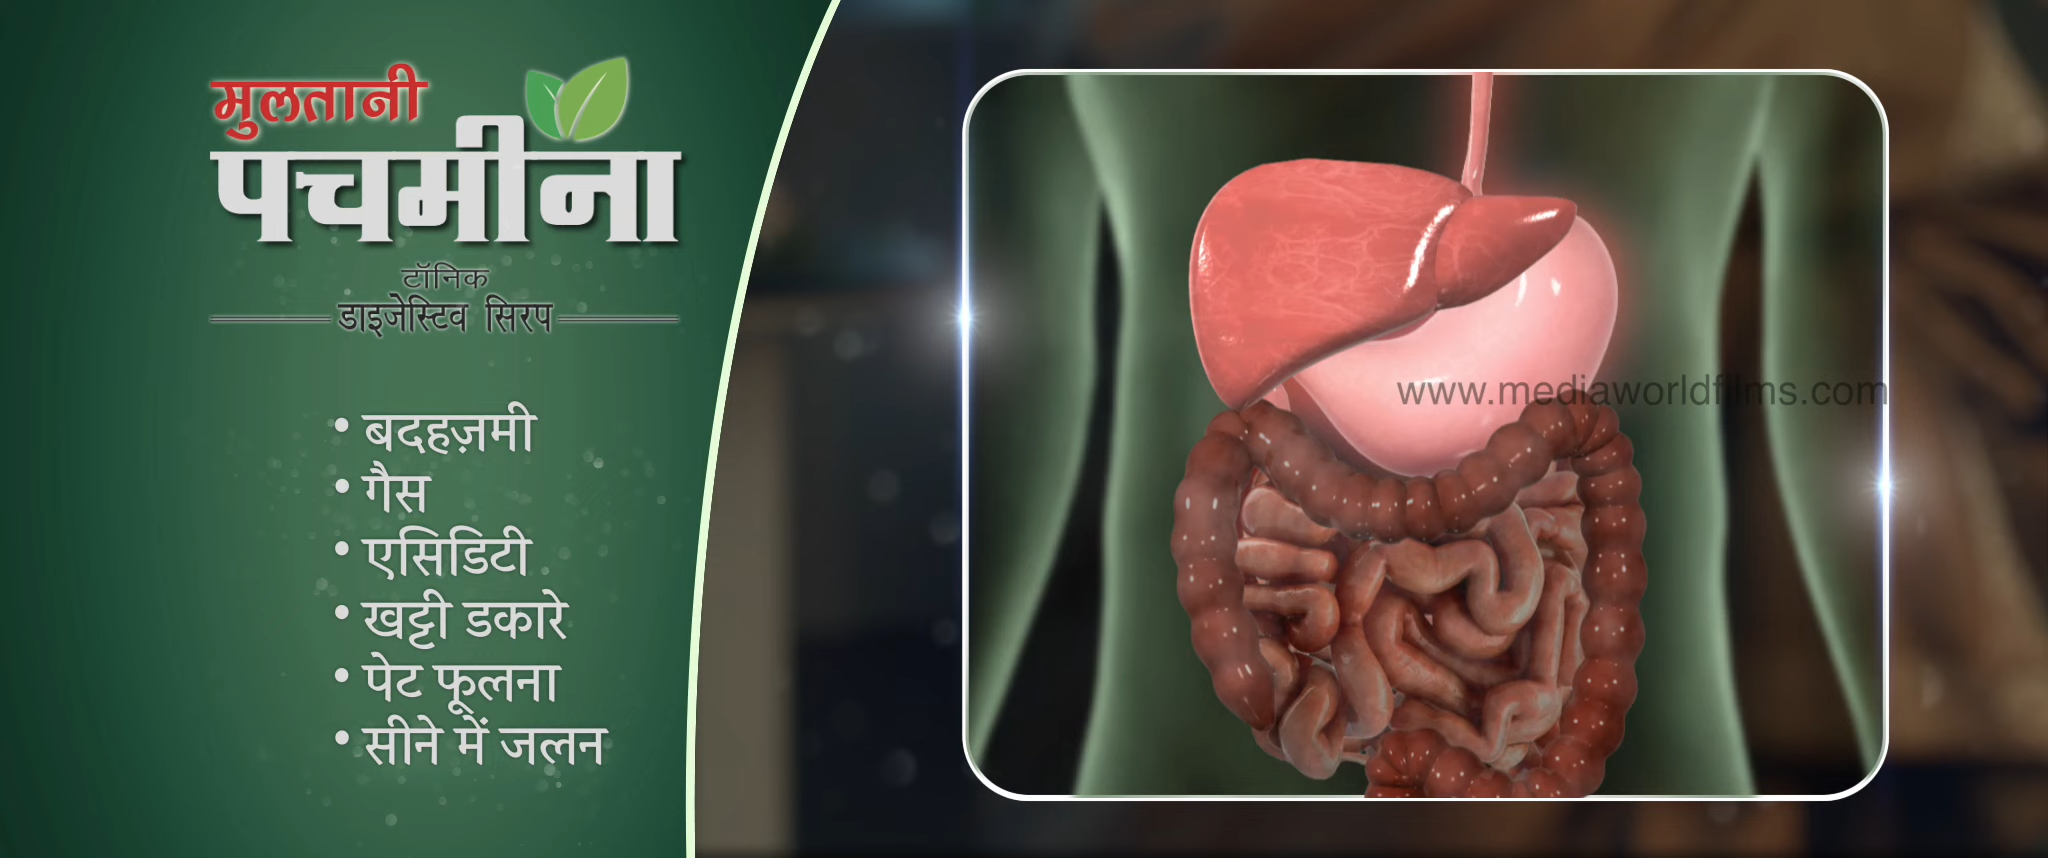 मुलतानी
पचमीना
टॉनिक
डाइजेस्टिव सिरप
• बदहज़मी
• गैस
• एसिडिटी
• खट्टी डकारे
• पेट फूलना
• सीने में जलन
www.mediaworldfilms.com